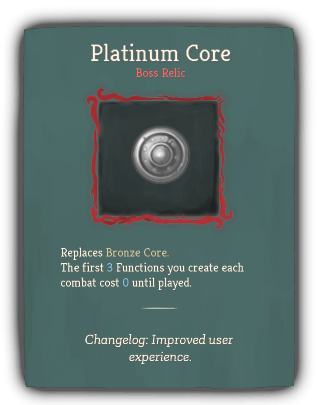 Platinum Core
Boss Relic
Replaces Bronze Core.
The first 3 Functions you create each
combat cost 0 until played.
Changelog: Improved user
experience.